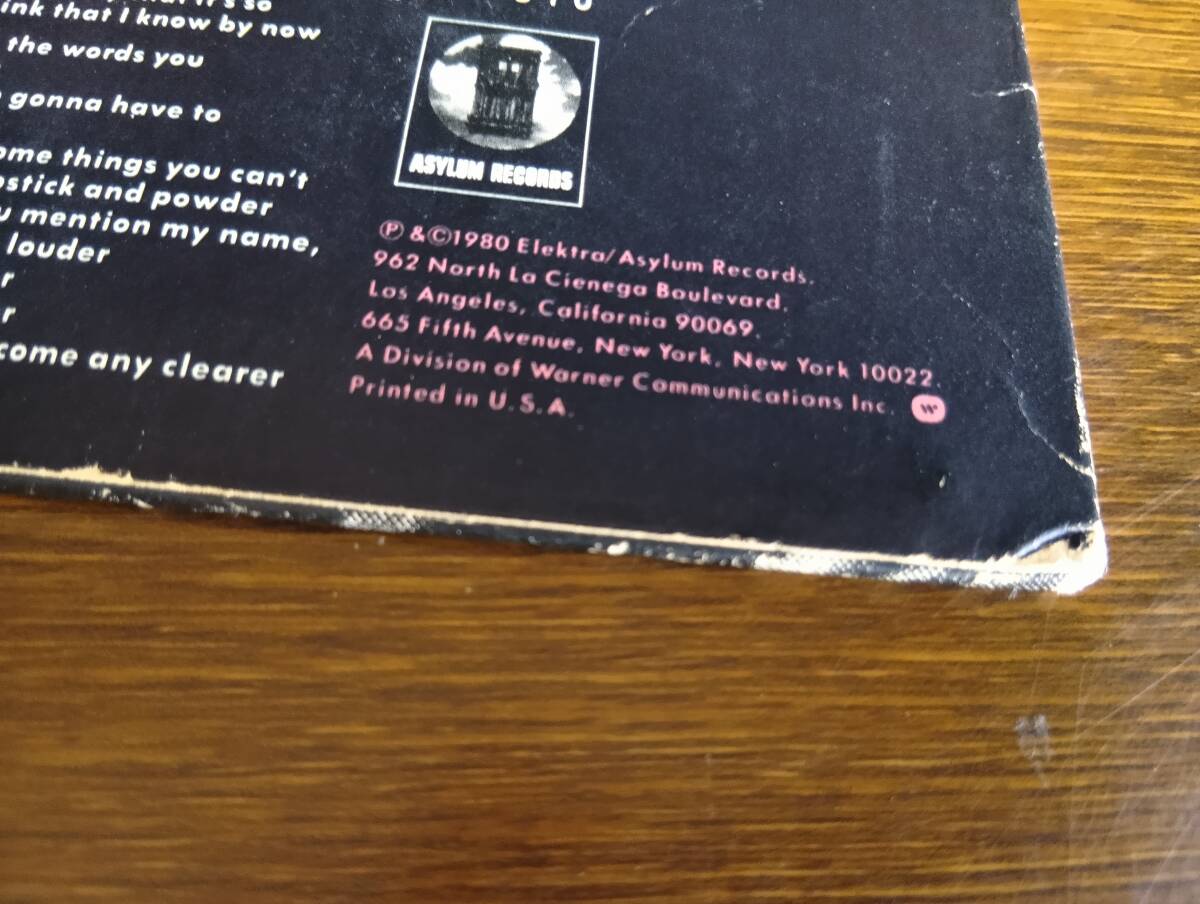 it's so
ink that I know by now
the words you
gonna have to
ome things you can't
stick and powder
u mention my name,
louder
r
r
come any clearer
ASYLUM RECORDS
℗ &©1980 Elektra/Asylum Records.
962 North La Cienega Boulevard.
Los Angeles, California 90069.
665 Fifth Avenue, New York, New York 10022.
A Division of Warner Communications Inc. W
Printed in U.S.A.